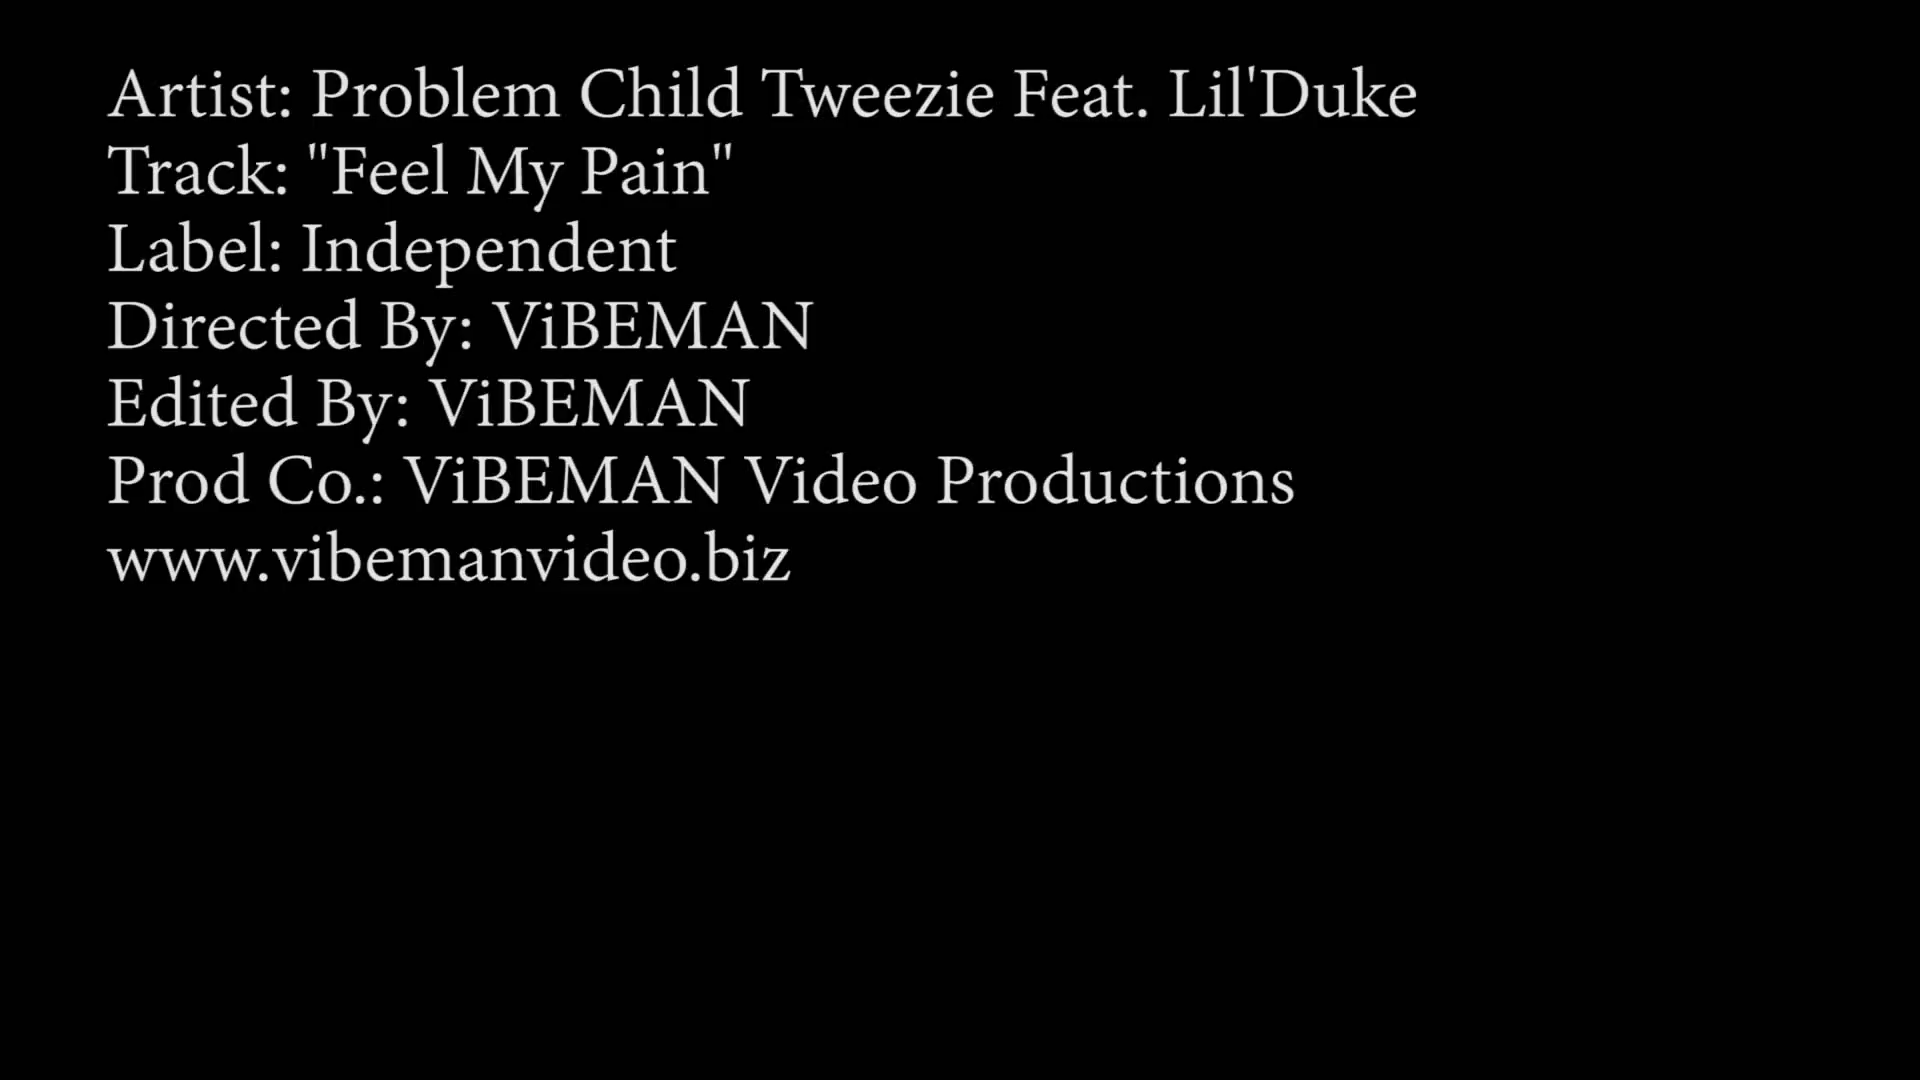 Artist: Problem Child Tweezie Feat. Lil'Duke
Track: "Feel My Pain"
Label: Independent
Directed By: ViBEMAN
Edited By: ViBEMAN
Prod Co.: ViBEMAN Video Productions
www.vibemanvideo.biz